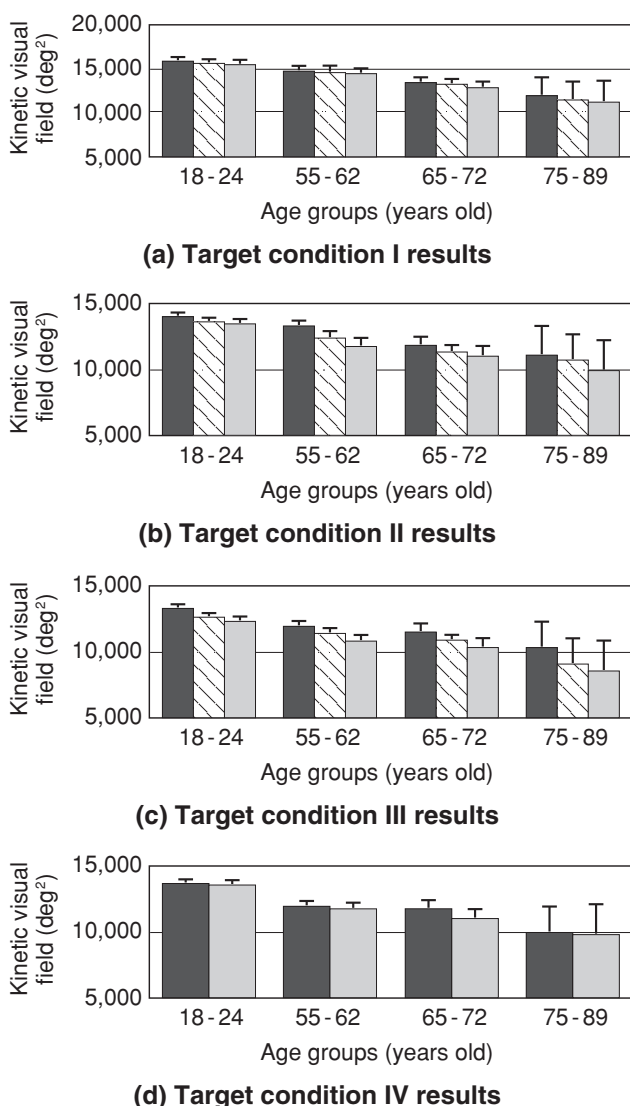 Kinetic visual
field (deg²)
20,000
15,000
10,000
5,000
18 - 24 55 - 62 65 - 72 75 - 89
Age groups (years old)
(a) Target condition I results
Kinetic visual
field (deg²)
15,000
10,000
5,000
18 - 24 55 - 62 65 - 72 75 - 89
Age groups (years old)
(b) Target condition II results
Kinetic visual
field (deg²)
15,000
10,000
5,000
18 - 24 55 - 62 65 - 72 75 - 89
Age groups (years old)
(c) Target condition III results
Kinetic visual
field (deg²)
15,000
10,000
5,000
18 - 24 55 - 62 65 - 72 75 - 89
Age groups (years old)
(d) Target condition IV results